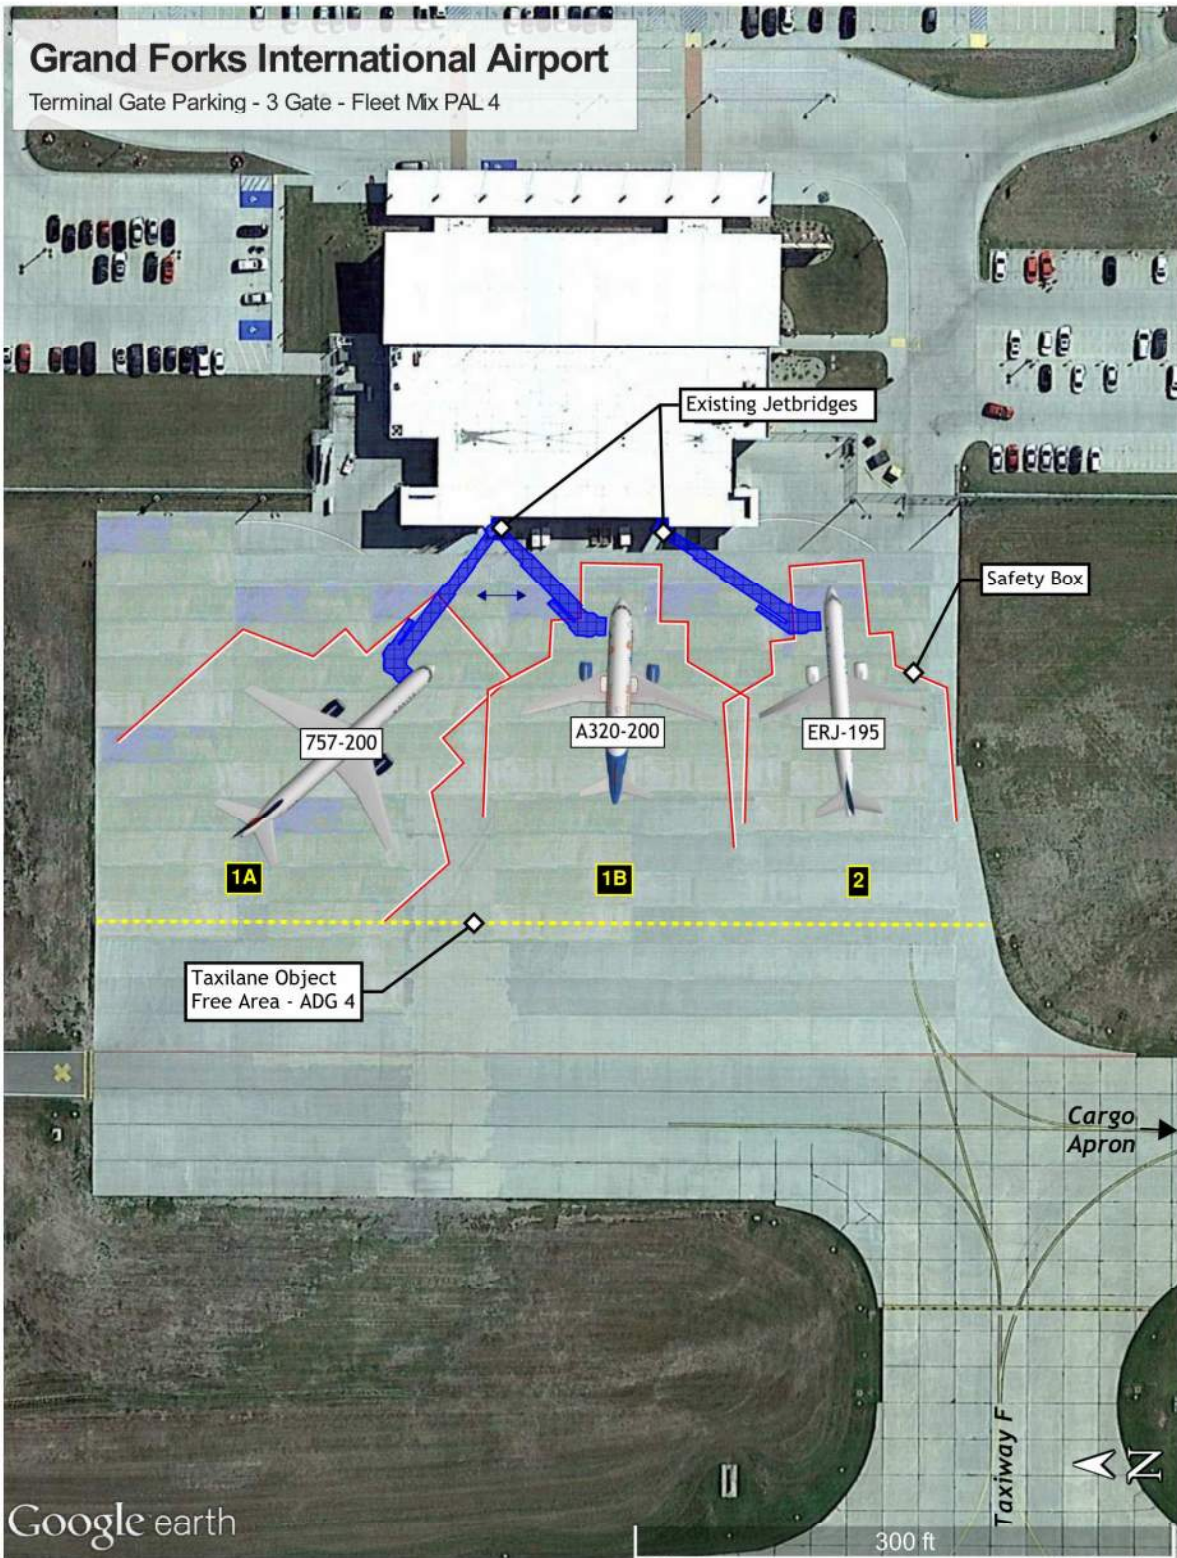 Grand Forks International Airport
Terminal Gate Parking - 3 Gate - Fleet Mix PAL 4
Existing Jetbridges
Safety Box
757-200
A320-200
ERJ-195
1A
1B
2
Taxilane Object
Free Area - ADG 4
Cargo
Apron
Taxiway F
N
Google earth
300 ft